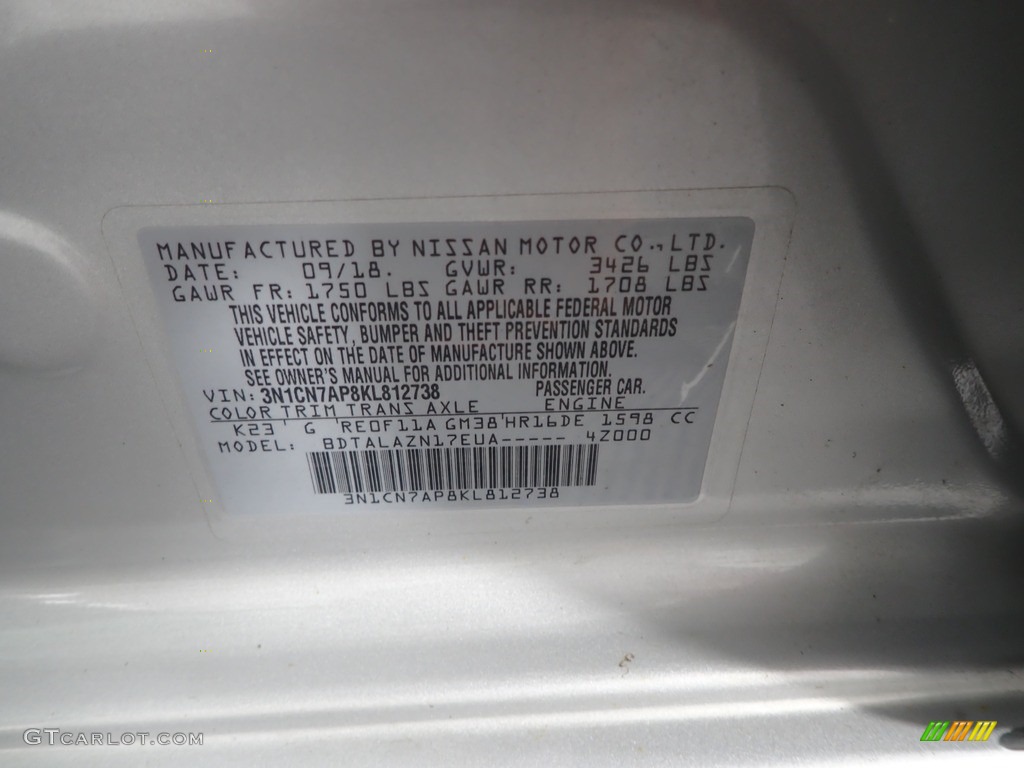 MANUFACTURED BY NISSAN MOTOR CO., LTD.
DATE: 09/18. GVWR: 3426 LBS
GAWR FR: 1750 LBS GAWR RR: 1708 LBS
THIS VEHICLE CONFORMS TO ALL APPLICABLE FEDERAL MOTOR
VEHICLE SAFETY, BUMPER AND THEFT PREVENTION STANDARDS
IN EFFECT ON THE DATE OF MANUFACTURE SHOWN ABOVE.
SEE OWNER'S MANUAL FOR ADDITIONAL INFORMATION.
VIN: 3N1CN7AP8KL812738 PASSENGER CAR.
COLOR TRIM TRANS AXLE ENGINE
K23' G 'RE0F11A GM38'HR16DE 1598 CC
MODEL: BDTALAZN17EUA----- 4Z000
3N1CN7AP8KL812738
GTCARLOT.COM